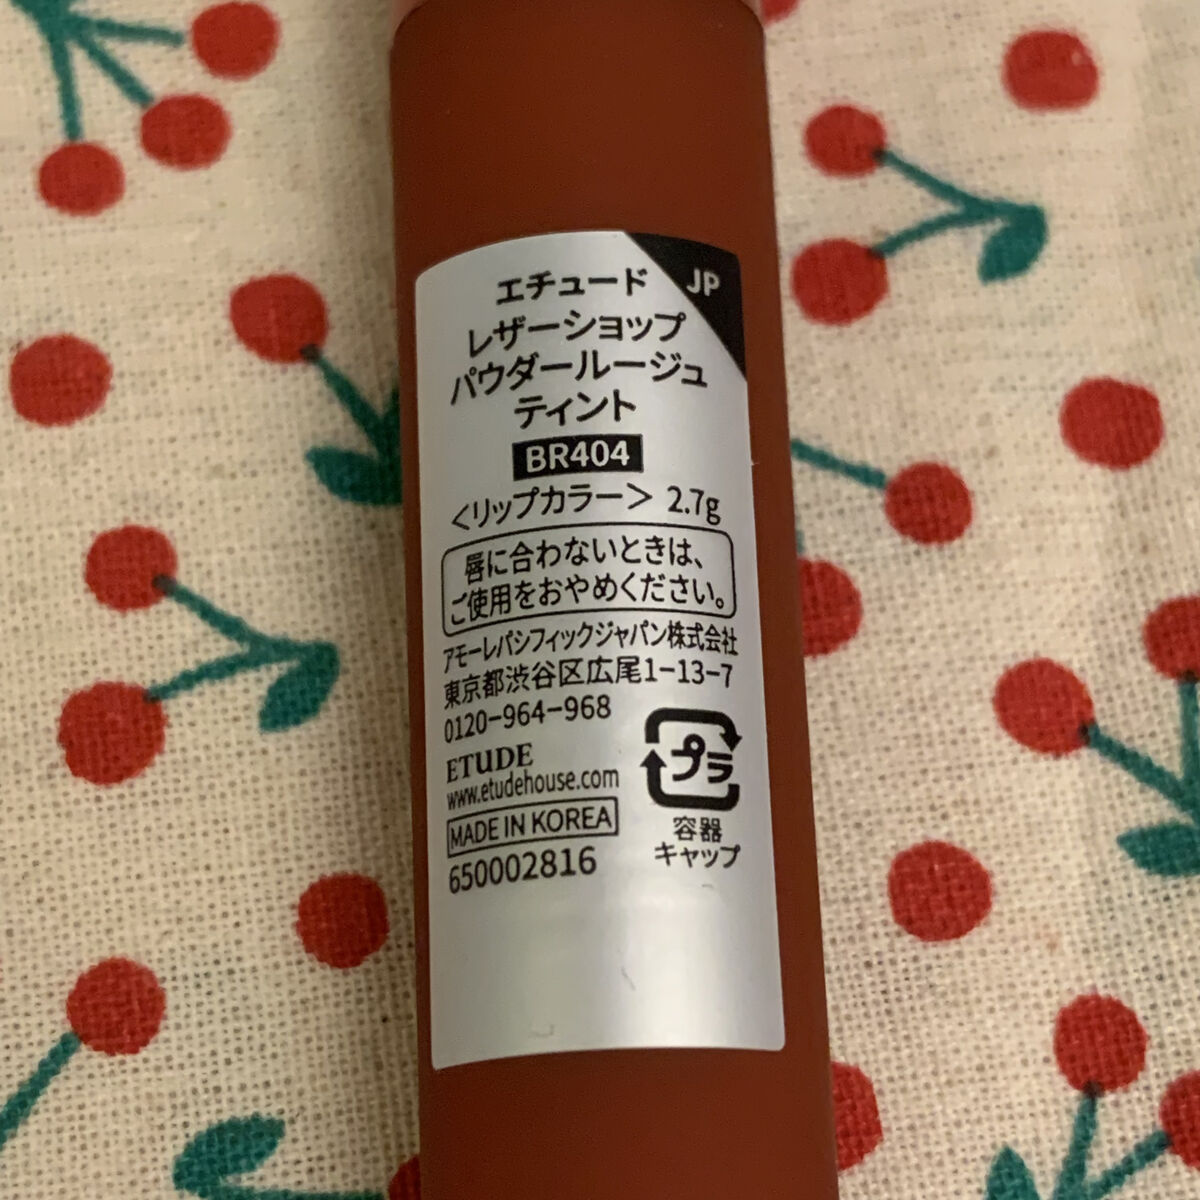 JP
エチュード
レザーショップ
パウダールージュ
ティント
BR404
＜リップカラー＞ 2.7g
唇に合わないときは、
ご使用をおやめください。
アモーレパシフィックジャパン株式会社
東京都渋谷区広尾1-13-7
0120-964-968
ETUDE
www.etudehouse.com
MADE IN KOREA
650002816
プラ
容器
キャップ